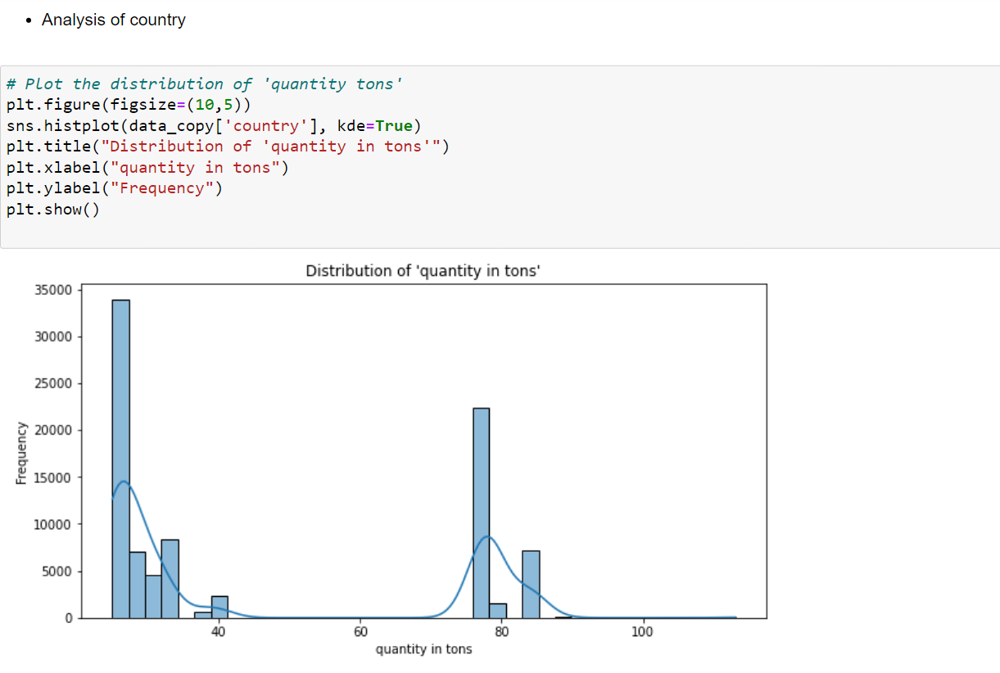 • Analysis of country
# Plot the distribution of 'quantity tons'
plt.figure(figsize=(10,5))
sns.histplot(data_copy['country'], kde=True)
plt.title("Distribution of 'quantity in tons'")
plt.xlabel("quantity in tons")
plt.ylabel("Frequency")
plt.show()
Distribution of 'quantity in tons'
35000
30000
25000
20000
15000
10000
5000
0
Frequency
40 60 80 100
quantity in tons